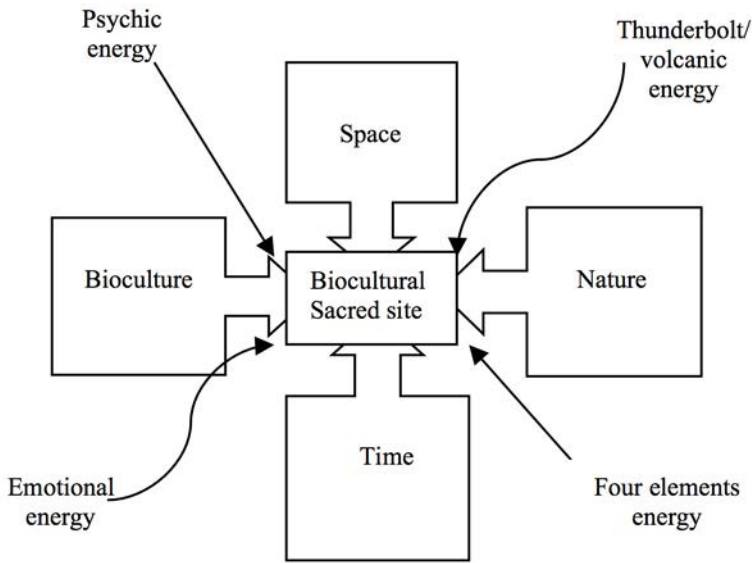 Psychic
energy
Thunderbolt/
volcanic
energy
Space
Bioculture
Biocultural
Sacred site
Nature
Time
Emotional
energy
Four elements
energy